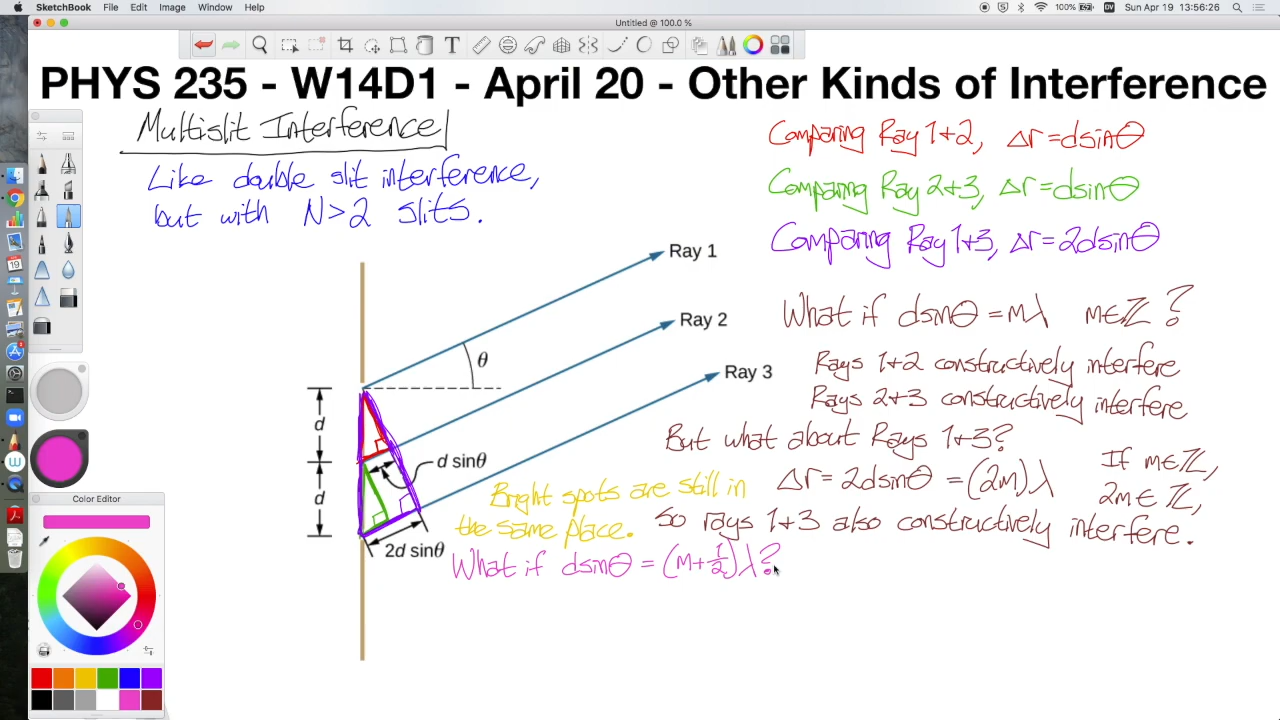 SketchBook File Edit Image Window Help
100% Sun Apr 19 13:56:26
Untitled @ 100.0 %
PHYS 235 - W14D1 - April 20 - Other Kinds of Interference
Multislit Interference
Like double slit interference,
but with N>2 slits.
Comparing Ray 1+2, Δr=dsinθ
Comparing Ray 2+3, Δr=dsinθ
Comparing Ray 1+3, Δr=2dsinθ
Ray 1
Ray 2
Ray 3
θ
d
d
d sinθ
2d sinθ
What if dsinθ=mλ m∈ℤ?
Rays 1+2 constructively interfere
Rays 2+3 constructively interfere
But what about Rays 1+3?
Δr=2dsinθ=(2m)λ
If m∈ℤ,
2m∈ℤ,
So rays 1+3 also constructively interfere.
Bright spots are still in
the same place.
What if dsinθ=(m+1/2)λ?
Color Editor